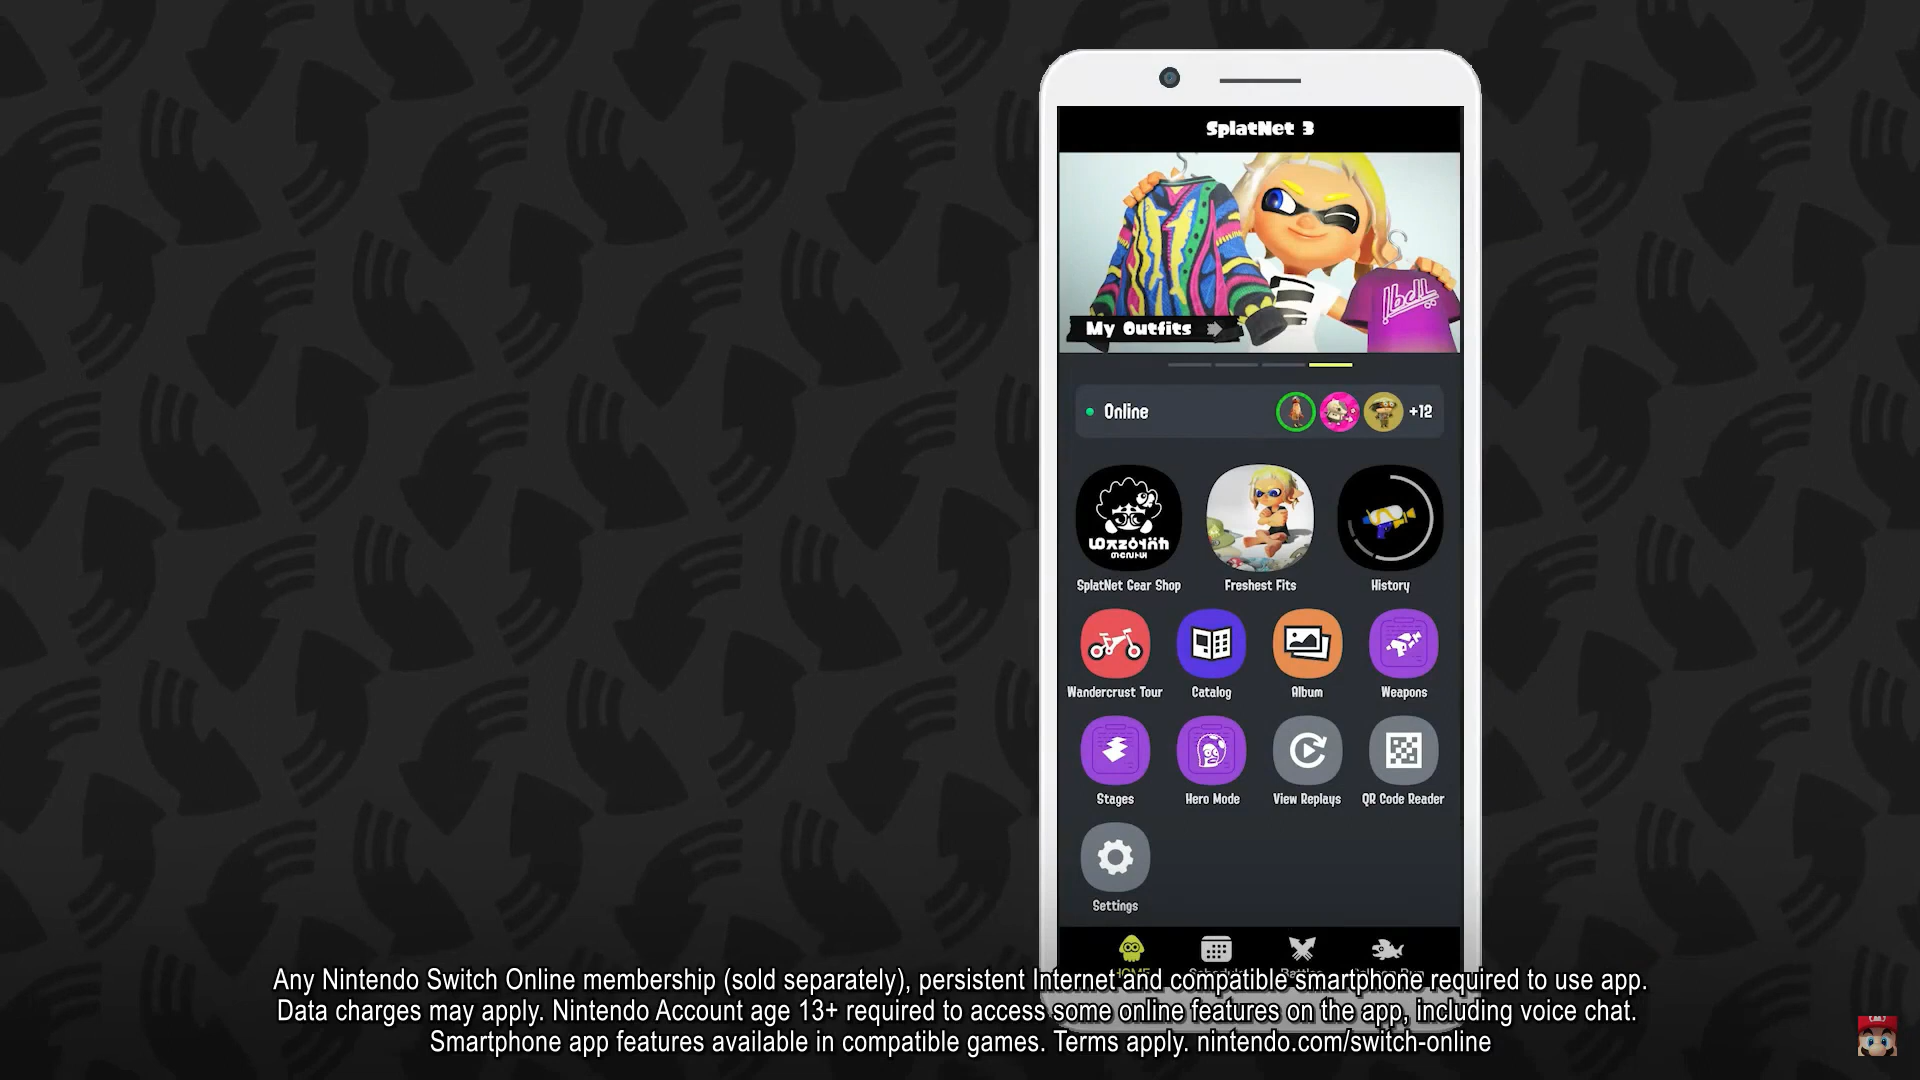 SplatNet 3
My Outfits
Online
+12
SplatNet Gear Shop
Freshest Fits
History
Wandercrust Tour
Catalog
Album
Weapons
Stages
Hero Mode
View Replays
QR Code Reader
Settings
HOME
Any Nintendo Switch Online membership (sold separately), persistent Internet and compatible smartphone required to use app.
Data charges may apply. Nintendo Account age 13+ required to access some online features on the app, including voice chat.
Smartphone app features available in compatible games. Terms apply. nintendo.com/switch-online